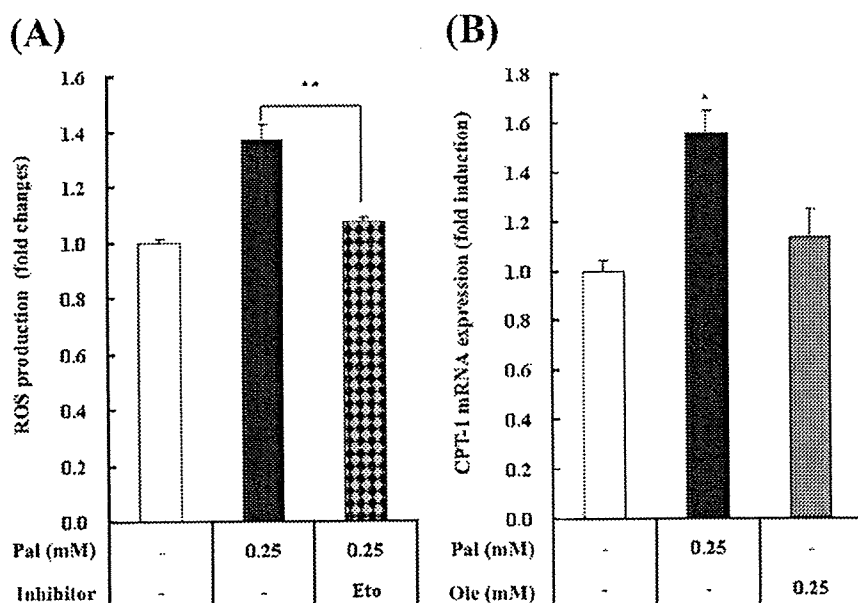 (A)
ROS production (fold changes)
1.6
1.4
1.2
1.0
0.8
0.6
0.4
0.2
0.0
**
Pal (mM) - 0.25 0.25
Inhibitor - - Eto
(B)
CPT-1 mRNA expression (fold induction)
1.8
1.6
1.4
1.2
1.0
0.8
0.6
0.4
0.2
0.0
*
Pal (mM) - 0.25 -
Ole (mM) - - 0.25